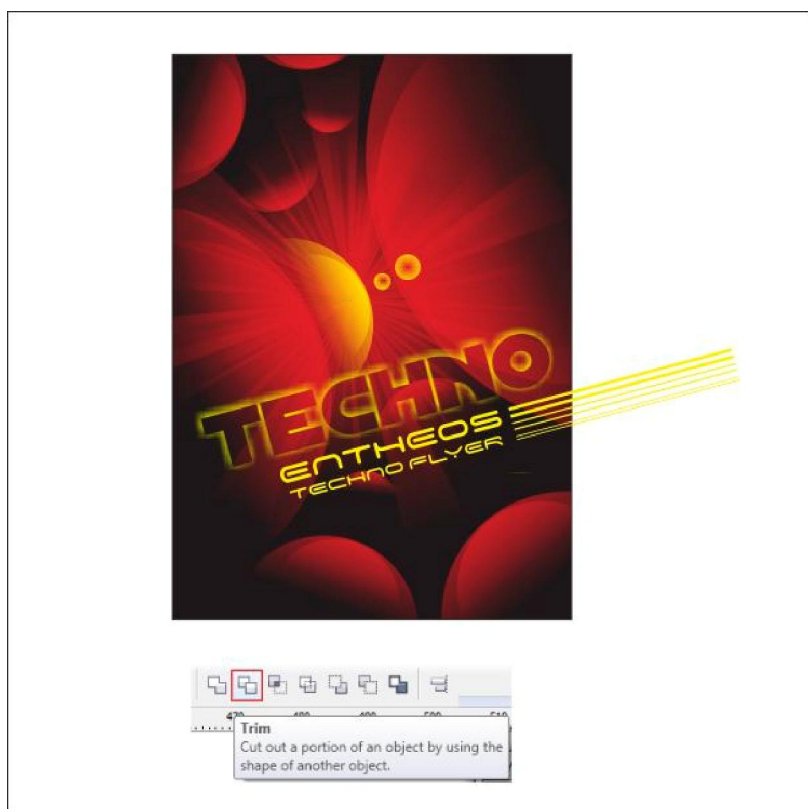 TECHNO
ENTHEOS
TECHNO FLYER
Trim
Cut out a portion of an object by using the
shape of another object.